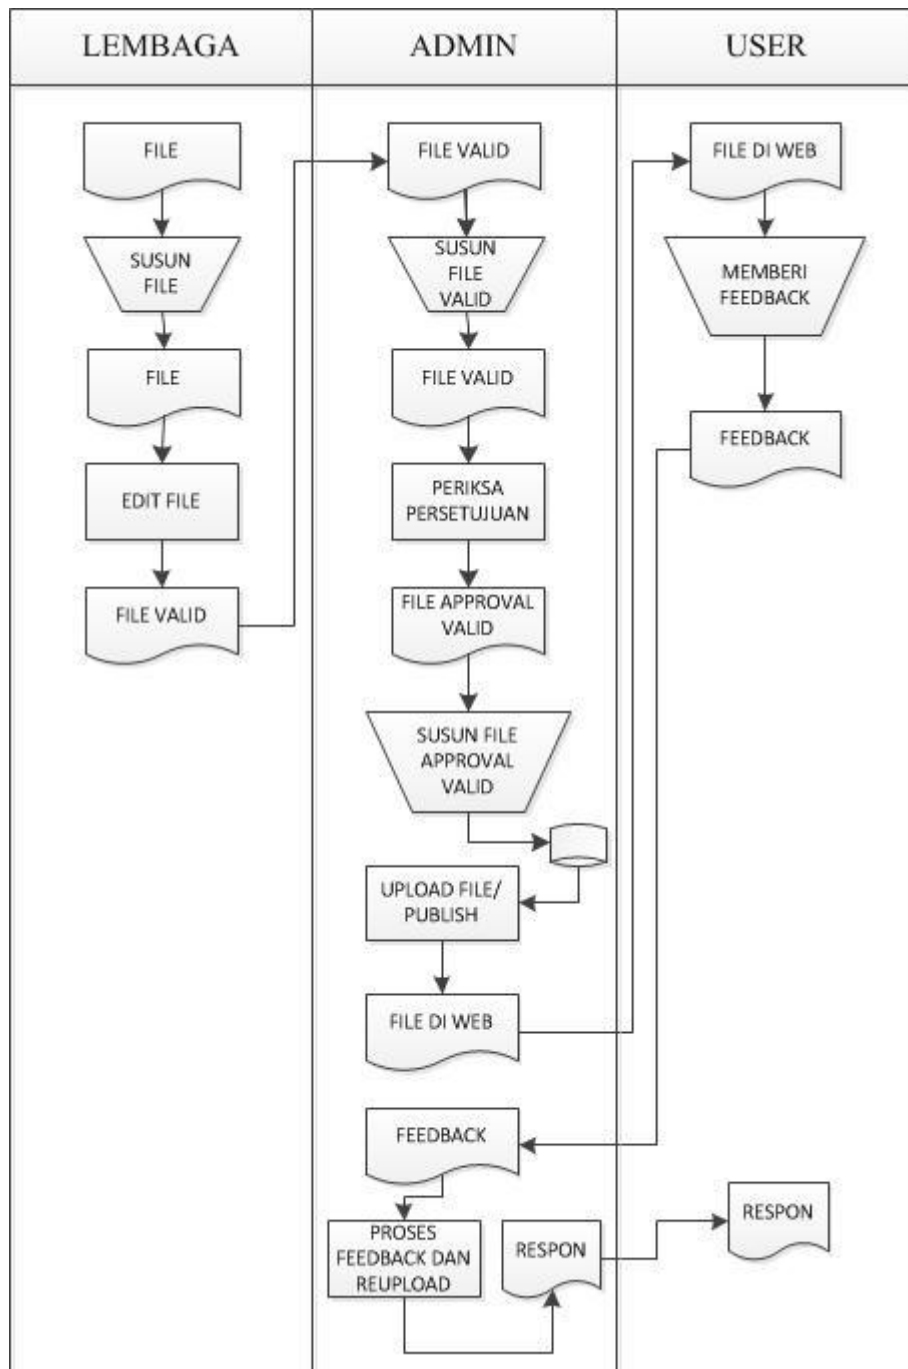 LEMBAGA
ADMIN
USER
FILE
SUSUN
FILE
FILE
EDIT FILE
FILE VALID
FILE VALID
SUSUN
FILE
VALID
FILE VALID
PERIKSA
PERSETUJUAN
FILE APPROVAL
VALID
SUSUN FILE
APPROVAL
VALID
UPLOAD FILE/
PUBLISH
FILE DI WEB
FEEDBACK
PROSES
FEEDBACK DAN
REUPLOAD
RESPON
FILE DI WEB
MEMBERI
FEEDBACK
FEEDBACK
RESPON